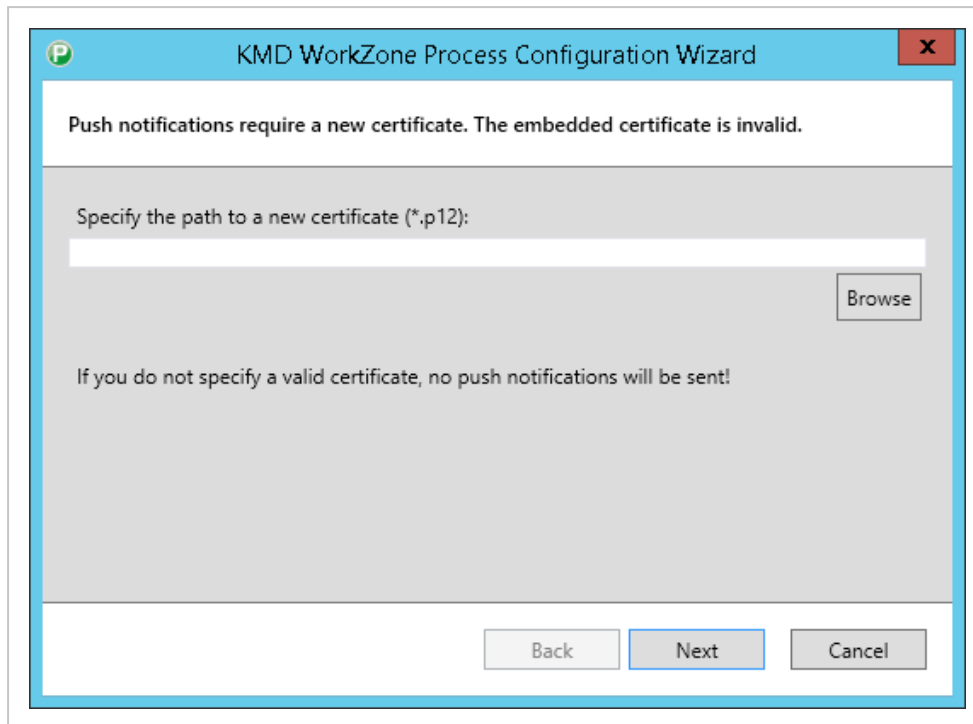 P
KMD WorkZone Process Configuration Wizard
x
Push notifications require a new certificate. The embedded certificate is invalid.
Specify the path to a new certificate (*.p12):
Browse
If you do not specify a valid certificate, no push notifications will be sent!
Back Next Cancel